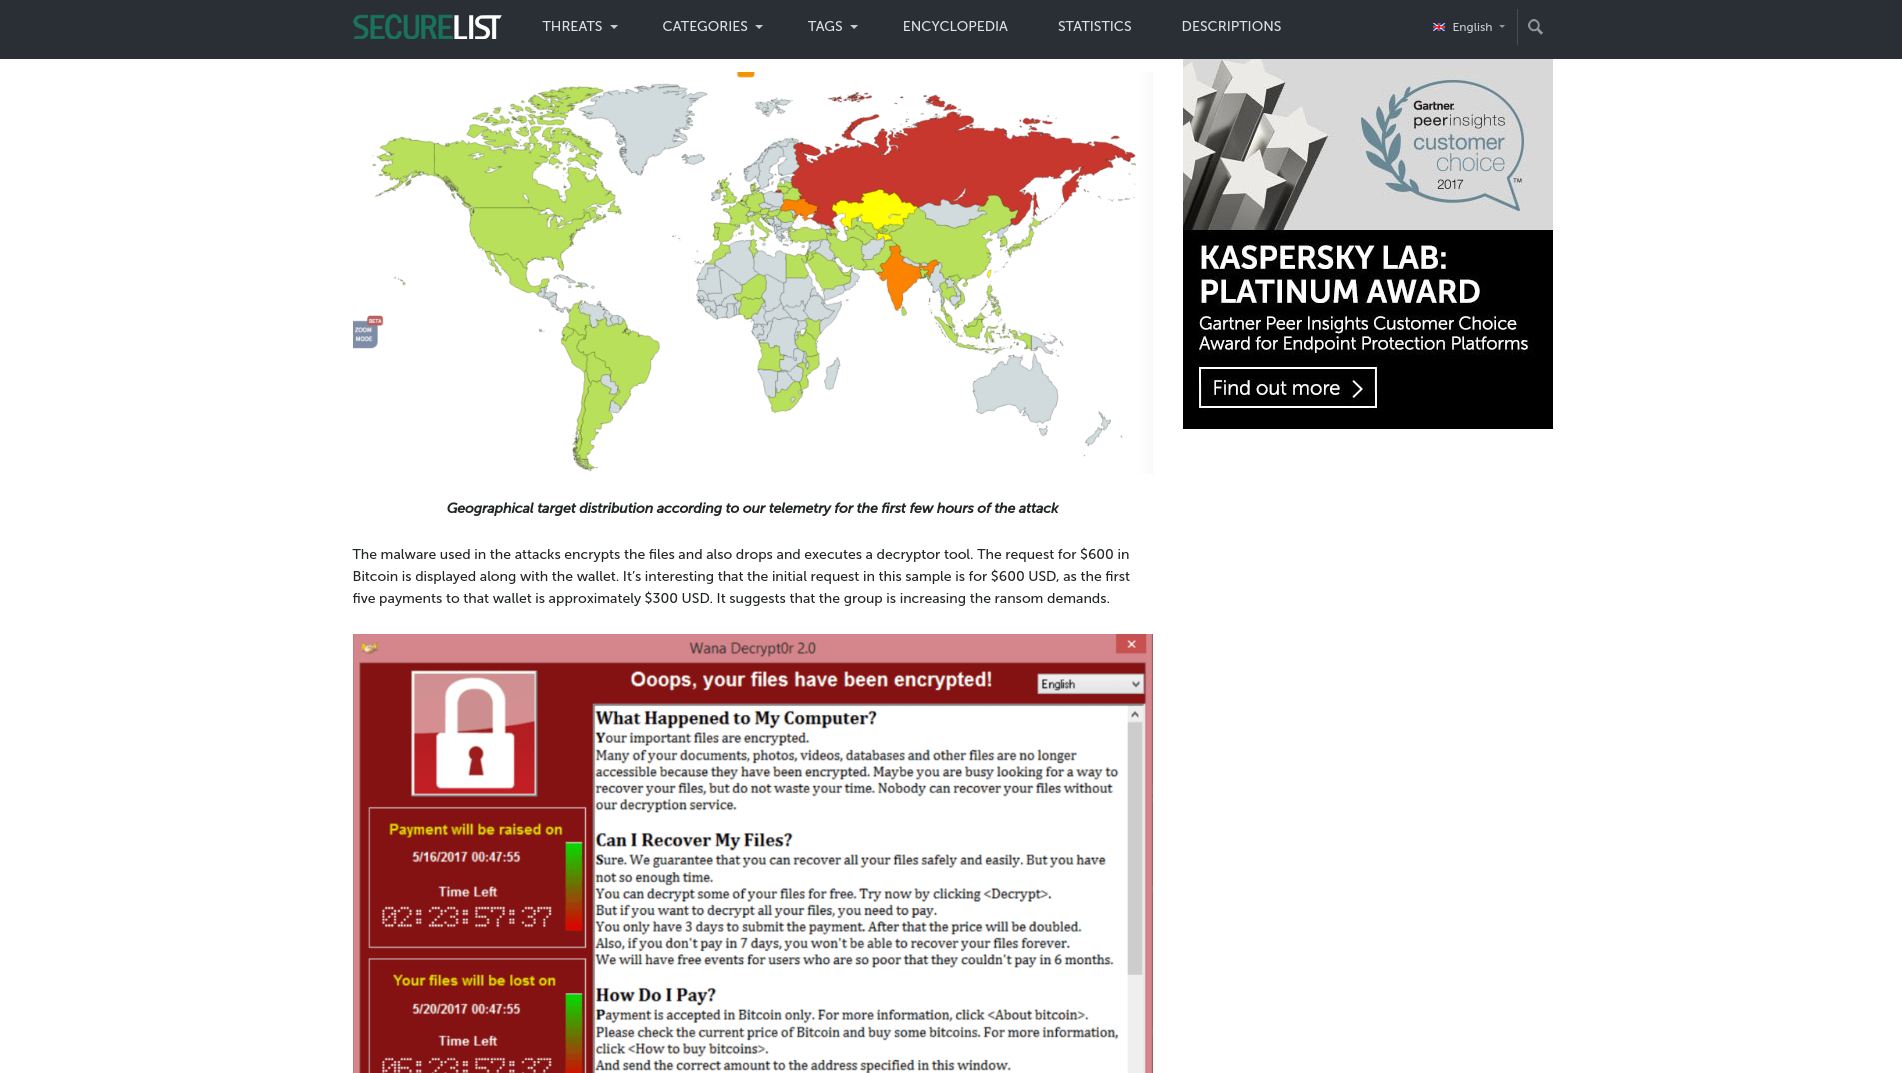 SECURELIST
THREATS
CATEGORIES
TAGS
ENCYCLOPEDIA
STATISTICS
DESCRIPTIONS
English
Gartner
peerinsights
customer
choice
2017
™
KASPERSKY LAB:
PLATINUM AWARD
Gartner Peer Insights Customer Choice
Award for Endpoint Protection Platforms
Find out more
BETA
ZOOM
MODE
Geographical target distribution according to our telemetry for the first few hours of the attack
The malware used in the attacks encrypts the files and also drops and executes a decryptor tool. The request for $600 in
Bitcoin is displayed along with the wallet. It’s interesting that the initial request in this sample is for $600 USD, as the first
five payments to that wallet is approximately $300 USD. It suggests that the group is increasing the ransom demands.
Wana Decrypt0r 2.0
Ooops, your files have been encrypted!
English
Payment will be raised on
5/16/2017 00:47:55
Time Left
02:23:57:37
Your files will be lost on
5/20/2017 00:47:55
Time Left
06:23:57:37
What Happened to My Computer?
Your important files are encrypted.
Many of your documents, photos, videos, databases and other files are no longer
accessible because they have been encrypted. Maybe you are busy looking for a way to
recover your files, but do not waste your time. Nobody can recover your files without
our decryption service.
Can I Recover My Files?
Sure. We guarantee that you can recover all your files safely and easily. But you have
not so enough time.
You can decrypt some of your files for free. Try now by clicking <Decrypt>.
But if you want to decrypt all your files, you need to pay.
You only have 3 days to submit the payment. After that the price will be doubled.
Also, if you don't pay in 7 days, you won't be able to recover your files forever.
We will have free events for users who are so poor that they couldn't pay in 6 months.
How Do I Pay?
Payment is accepted in Bitcoin only. For more information, click <About bitcoin>.
Please check the current price of Bitcoin and buy some bitcoins. For more information,
click <How to buy bitcoins>.
And send the correct amount to the address specified in this window.